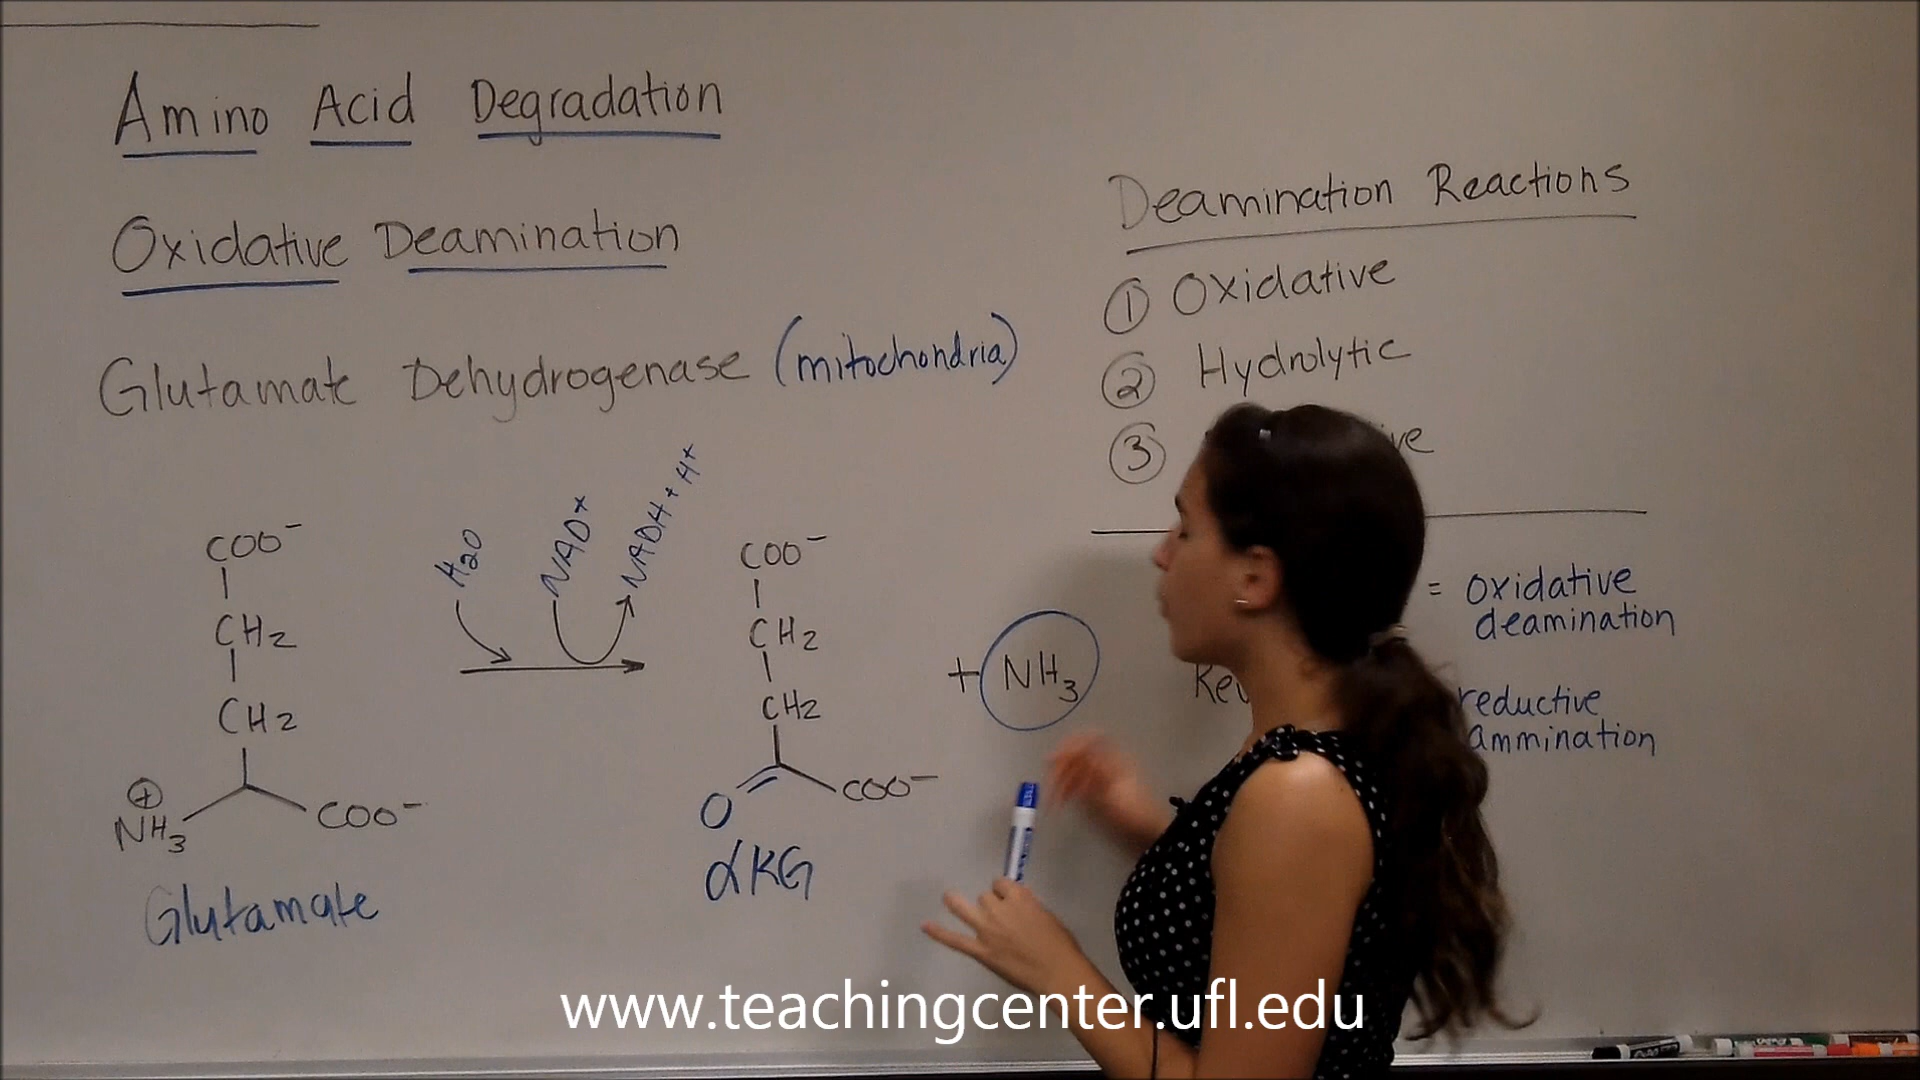 Amino Acid Degradation
Oxidative Deamination
Glutamate Dehydrogenase (mitochondria)
H2O
NAD+
NADH + H+
COO⁻
CH2
CH2
⊕
NH3
COO⁻
Glutamate
COO⁻
CH2
CH2
O
COO⁻
αKG
+ NH3
Deamination Reactions
① Oxidative
② Hydrolytic
③
= oxidative
deamination
reductive
ammination
www.teachingcenter.ufl.edu